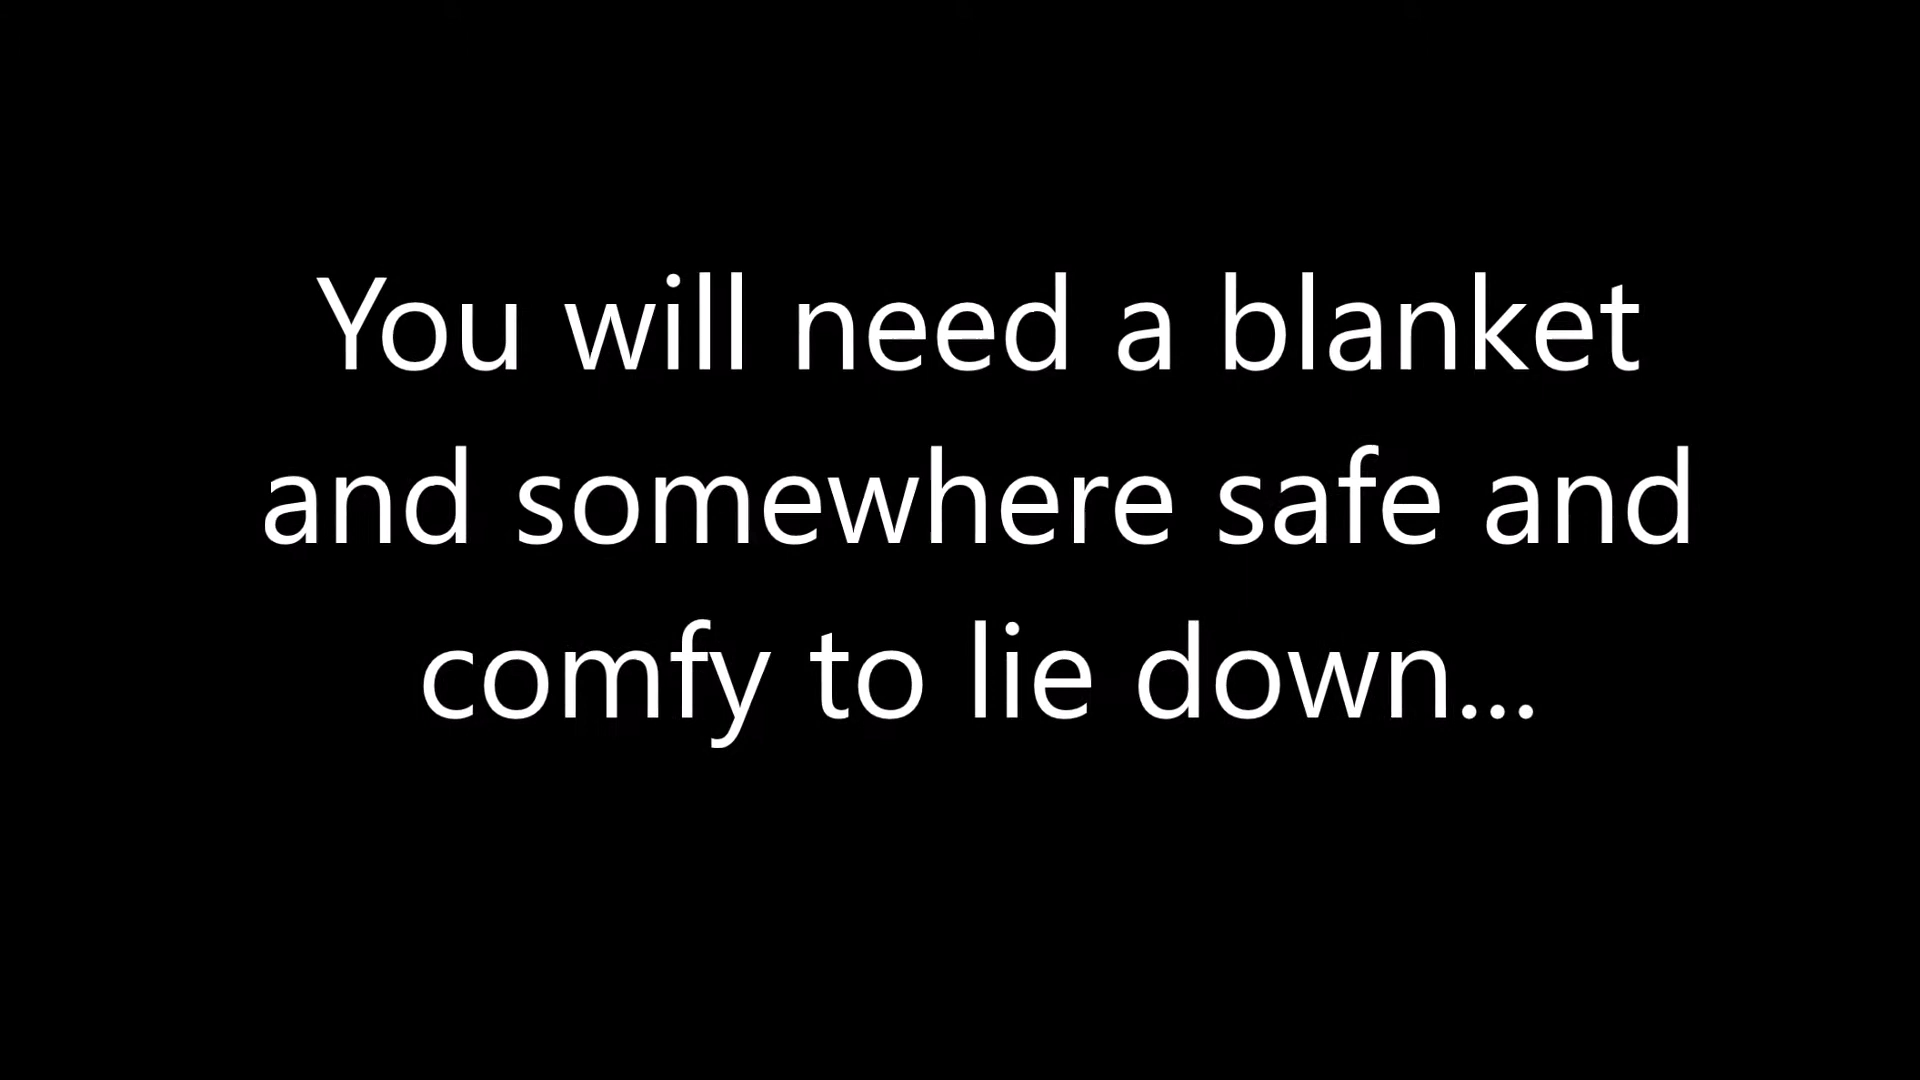 You will need a blanket
and somewhere safe and
comfy to lie down...